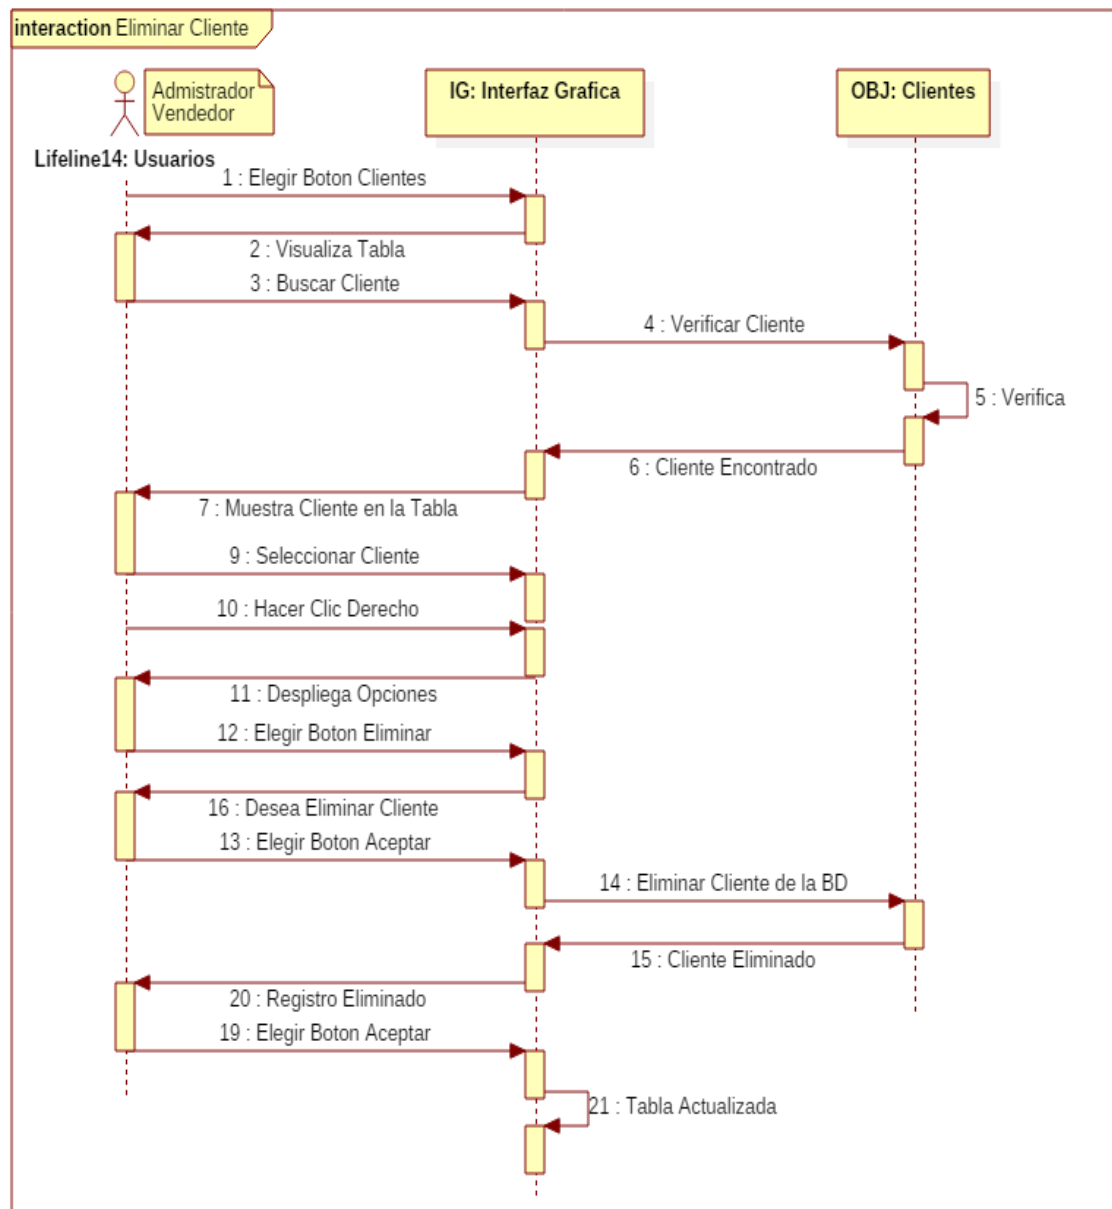 interaction Eliminar Cliente
Admistrador
Vendedor
IG: Interfaz Grafica
OBJ: Clientes
Lifeline14: Usuarios
1 : Elegir Boton Clientes
2 : Visualiza Tabla
3 : Buscar Cliente
4 : Verificar Cliente
5 : Verifica
6 : Cliente Encontrado
7 : Muestra Cliente en la Tabla
9 : Seleccionar Cliente
10 : Hacer Clic Derecho
11 : Despliega Opciones
12 : Elegir Boton Eliminar
16 : Desea Eliminar Cliente
13 : Elegir Boton Aceptar
14 : Eliminar Cliente de la BD
15 : Cliente Eliminado
20 : Registro Eliminado
19 : Elegir Boton Aceptar
21 : Tabla Actualizada